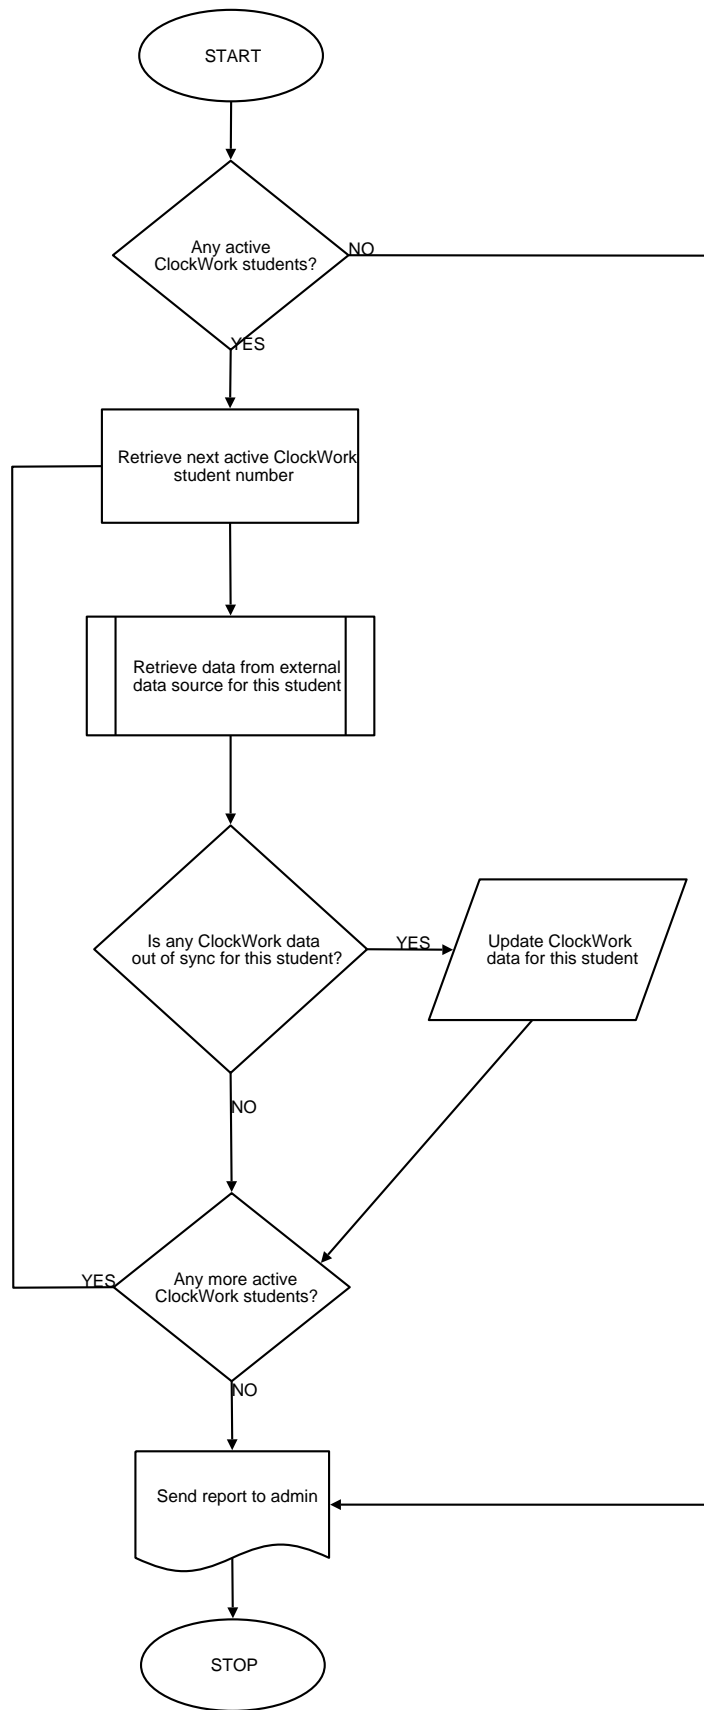 START
Any active
ClockWork students?
NO
YES
Retrieve next active ClockWork
student number
Retrieve data from external
data source for this student
Is any ClockWork data
out of sync for this student?
YES
Update ClockWork
data for this student
NO
YES
Any more active
ClockWork students?
NO
Send report to admin
STOP